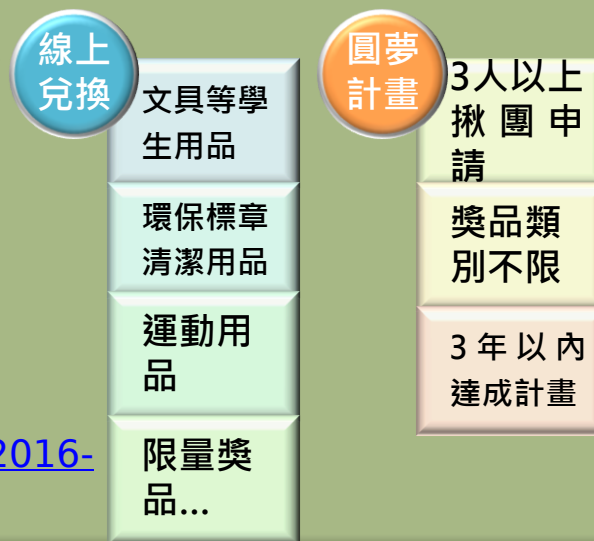 線上
兌換
文具等學
生用品
環保標章
清潔用品
運動用
品
限量獎
品...
圓夢
計畫
3人以上
揪團申
請
獎品類
別不限
3年以內
達成計畫
2016-